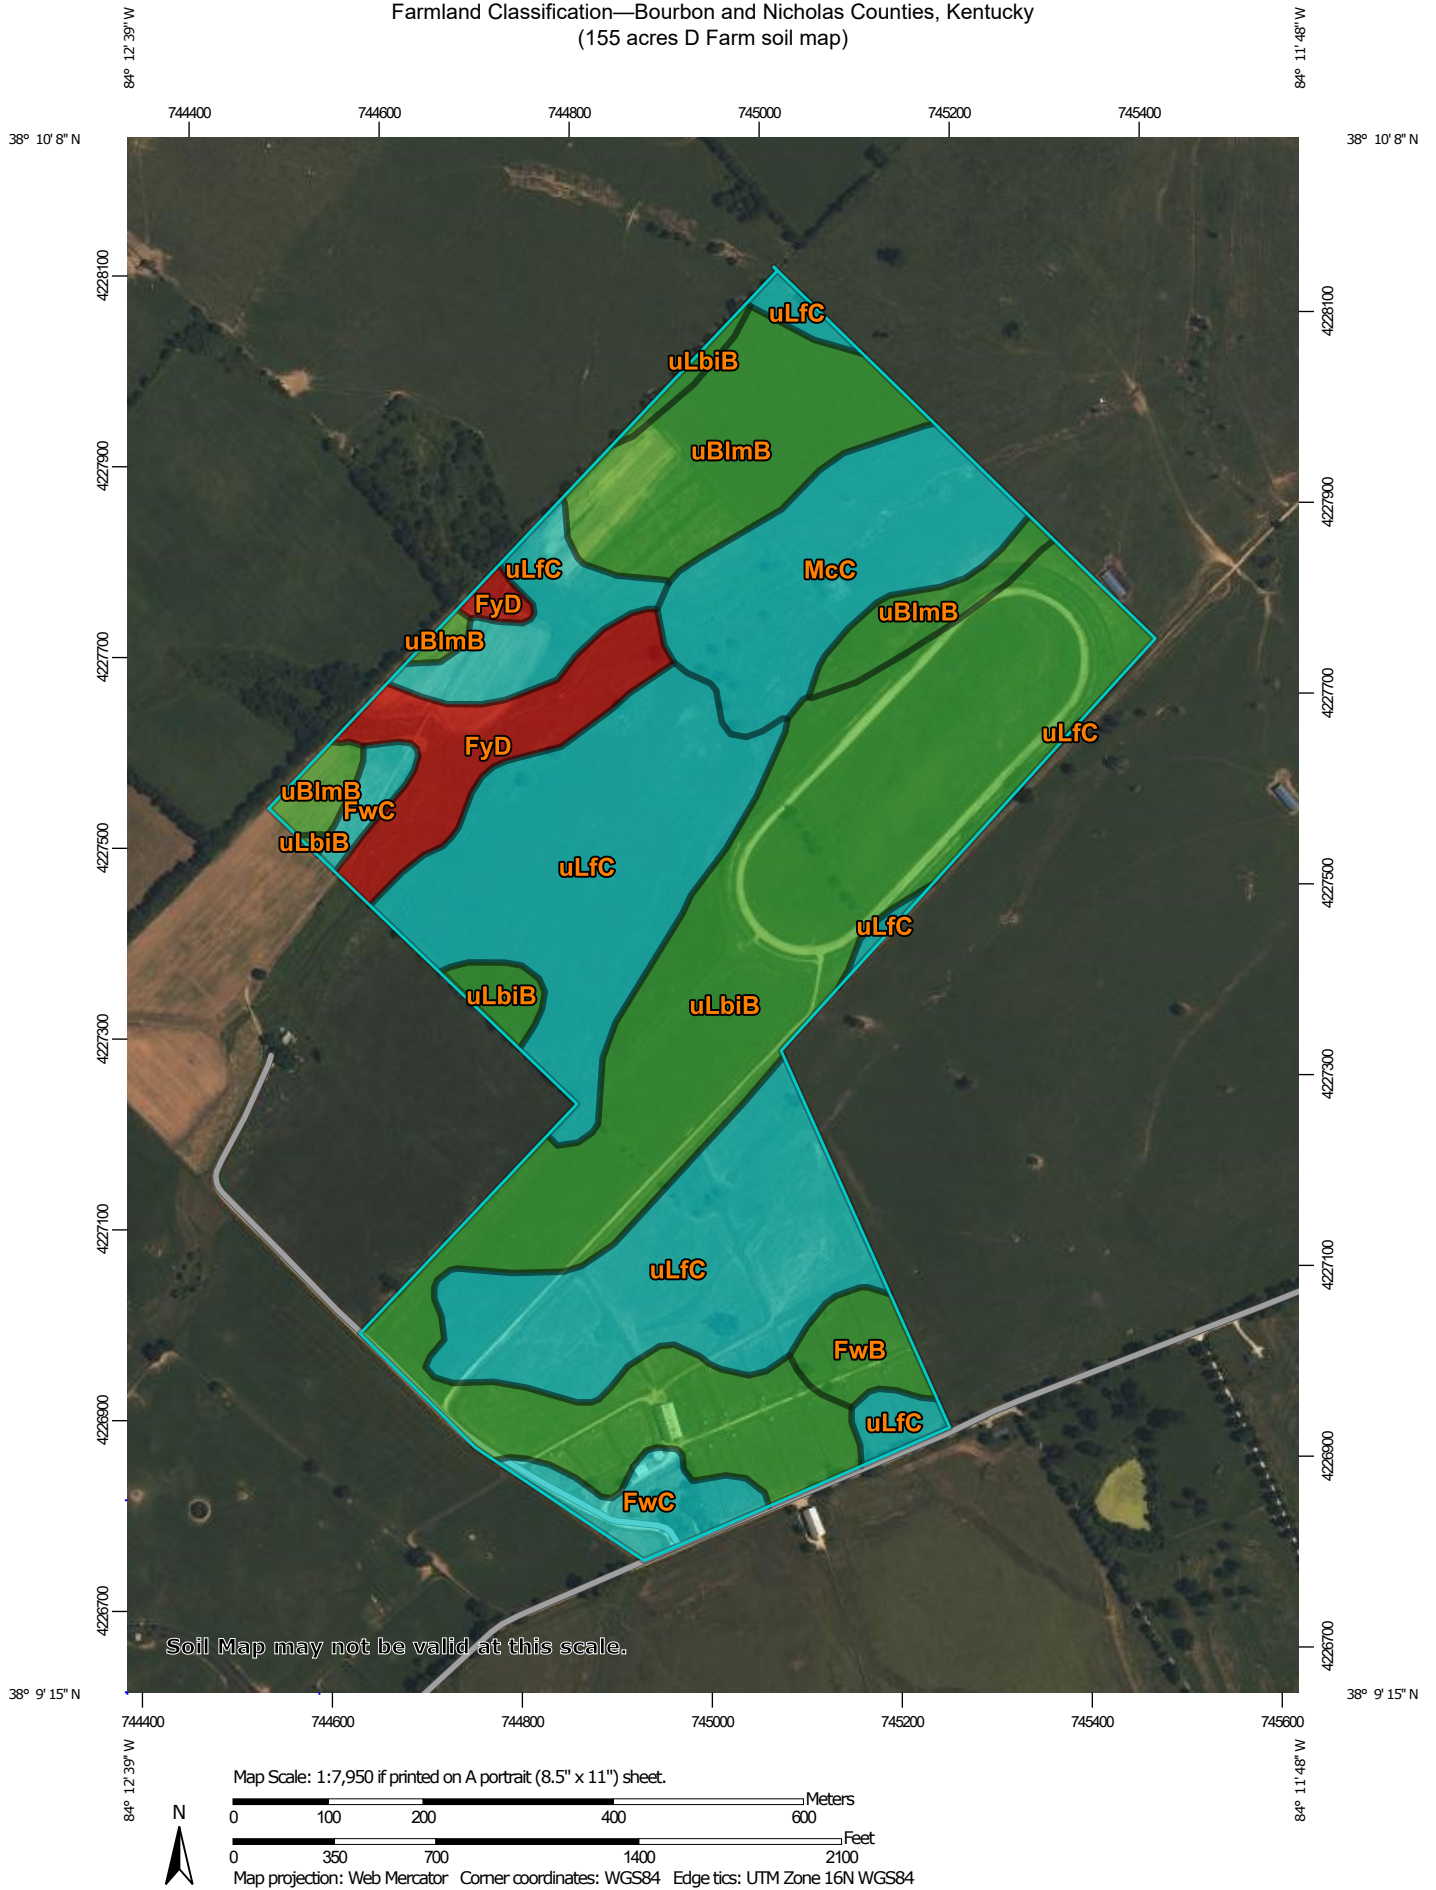 Farmland Classification—Bourbon and Nicholas Counties, Kentucky
(155 acres D Farm soil map)
84° 12' 39" W
84° 11' 48" W
744400 744600 744800 745000 745200 745400
38° 10' 8" N
38° 10' 8" N
4228100
4227900
4227700
4227500
4227300
4227100
4226900
4226700
4228100
4227900
4227700
4227500
4227300
4227100
4226900
4226700
uLfC
uLbiB
uBlmB
uLfC
McC
FyD
uBlmB
uBlmB
uLfC
FyD
uBlmB
FwC
uLbiB
uLfC
uLfC
uLbiB
uLbiB
uLfC
FwB
uLfC
FwC
Soil Map may not be valid at this scale.
38° 9' 15" N
38° 9' 15" N
744400 744600 744800 745000 745200 745400 745600
84° 12' 39" W
84° 11' 48" W
Map Scale: 1:7,950 if printed on A portrait (8.5" x 11") sheet.
Meters
0 100 200 400 600
N
Feet
0 350 700 1400 2100
Map projection: Web Mercator Corner coordinates: WGS84 Edge tics: UTM Zone 16N WGS84